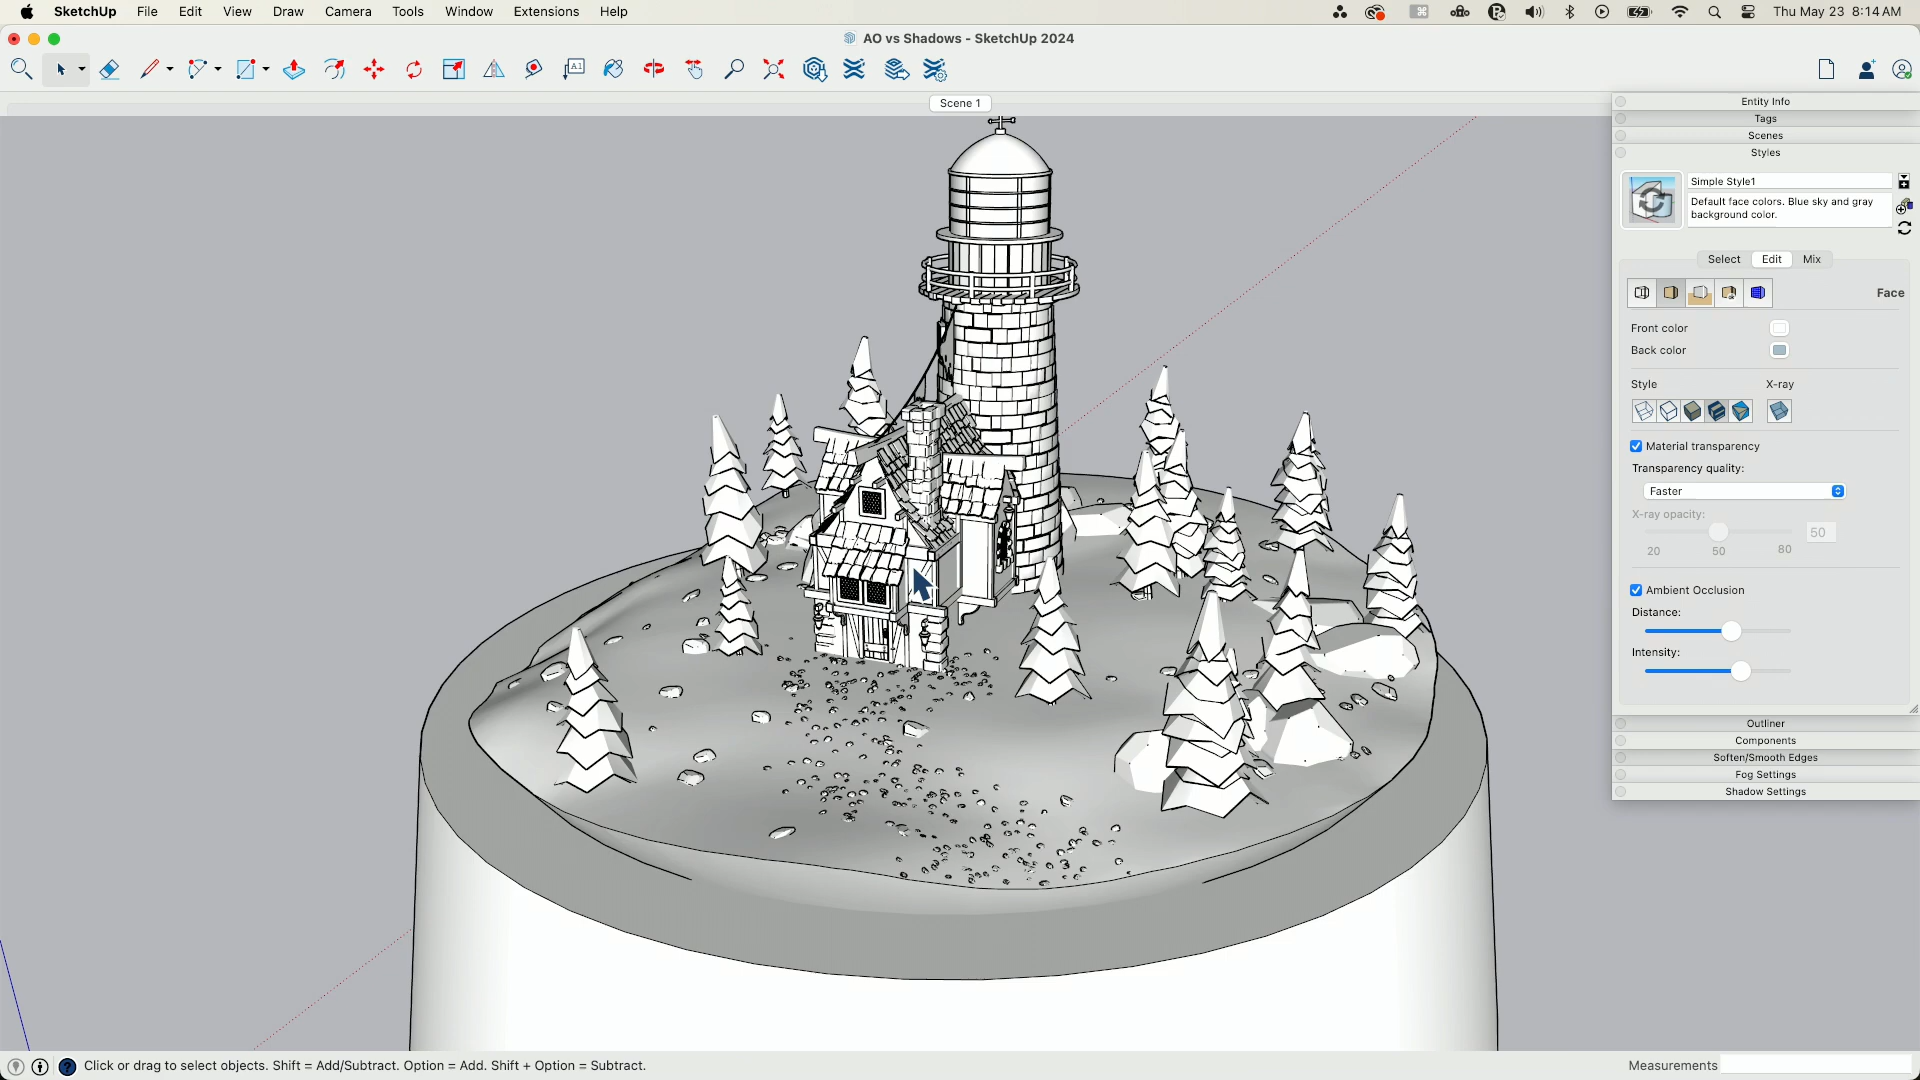 SketchUp File Edit View Draw Camera Tools Window Extensions Help
Thu May 23 8:14 AM
AO vs Shadows - SketchUp 2024
A1
Scene 1
Entity Info
Tags
Scenes
Styles
Simple Style1
Default face colors. Blue sky and gray
background color.
Select Edit Mix
Face
Front color
Back color
Style X-ray
Material transparency
Transparency quality:
Faster
X-ray opacity:
50
20 50 80
Ambient Occlusion
Distance:
Intensity:
Outliner
Components
Soften/Smooth Edges
Fog Settings
Shadow Settings
Click or drag to select objects. Shift = Add/Subtract. Option = Add. Shift + Option = Subtract.
Measurements